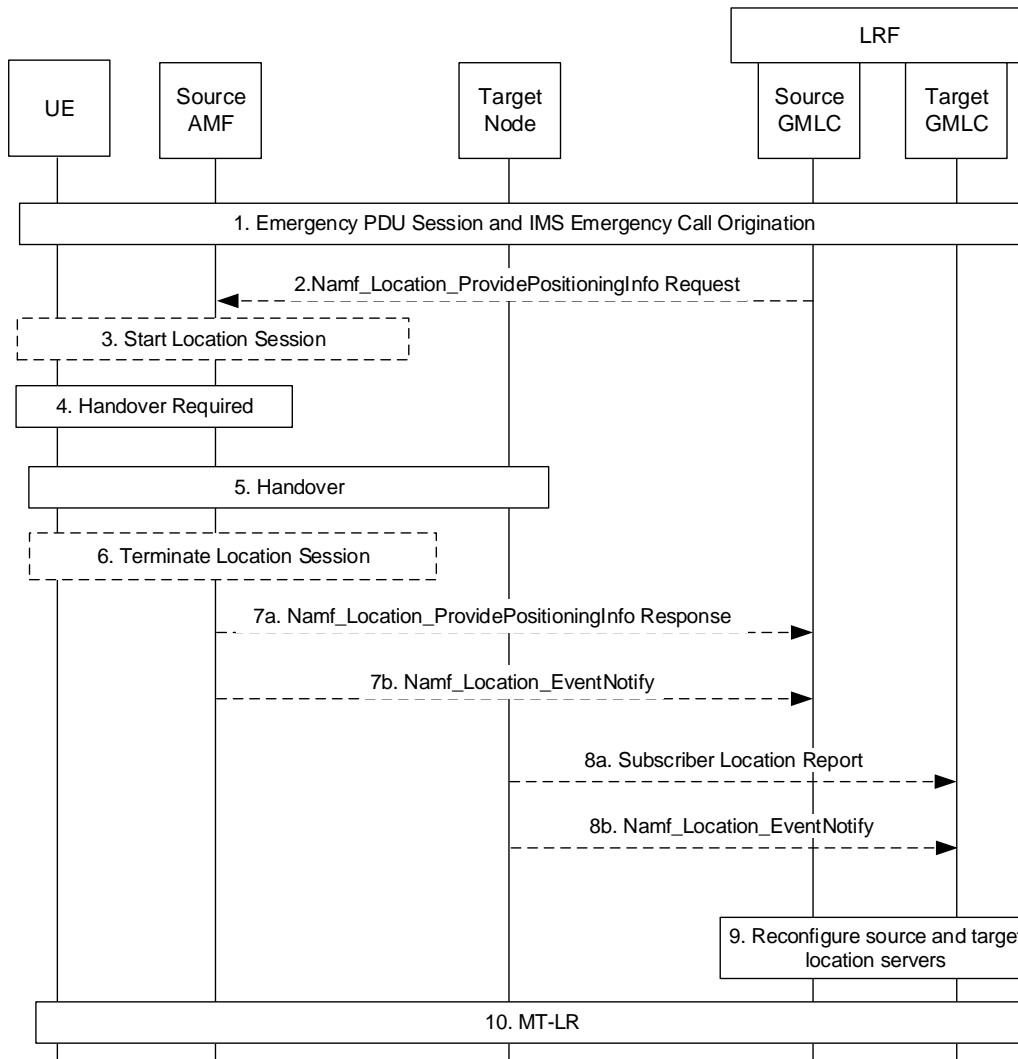 LRF
UE
Source
AMF
Target
Node
Source
GMLC
Target
GMLC
1. Emergency PDU Session and IMS Emergency Call Origination
2.Namf_Location_ProvidePositioningInfo Request
3. Start Location Session
4. Handover Required
5. Handover
6. Terminate Location Session
7a. Namf_Location_ProvidePositioningInfo Response
7b. Namf_Location_EventNotify
8a. Subscriber Location Report
8b. Namf_Location_EventNotify
9. Reconfigure source and target
location servers
10. MT-LR